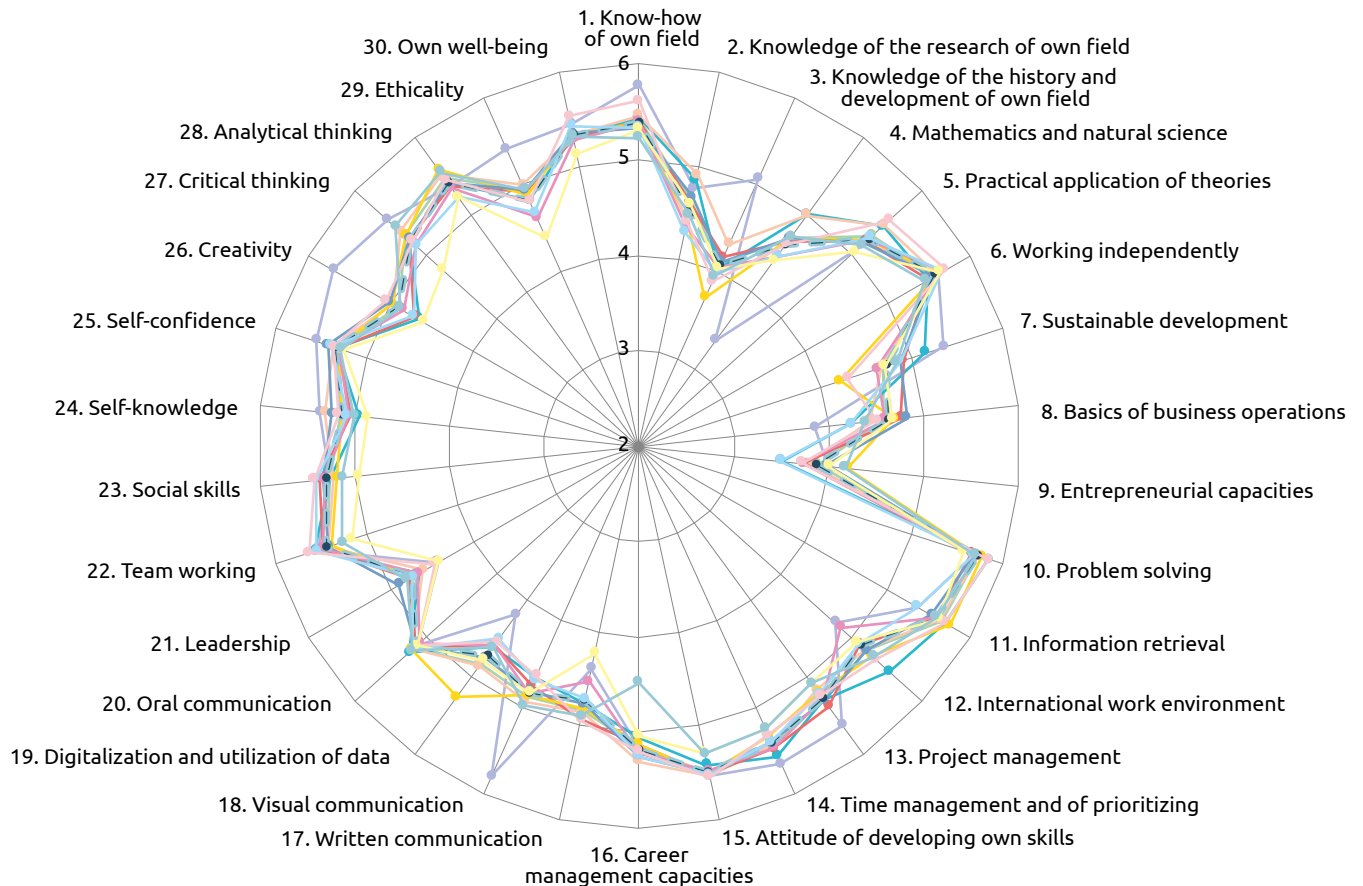 1. Know-how
of own field
2. Knowledge of the research of own field
3. Knowledge of the history and
development of own field
4. Mathematics and natural science
5. Practical application of theories
6. Working independently
7. Sustainable development
8. Basics of business operations
9. Entrepreneurial capacities
10. Problem solving
11. Information retrieval
12. International work environment
13. Project management
14. Time management and of prioritizing
15. Attitude of developing own skills
16. Career
management capacities
17. Written communication
18. Visual communication
19. Digitalization and utilization of data
20. Oral communication
21. Leadership
22. Team working
23. Social skills
24. Self-knowledge
25. Self-confidence
26. Creativity
27. Critical thinking
28. Analytical thinking
29. Ethicality
30. Own well-being
6
5
4
3
2